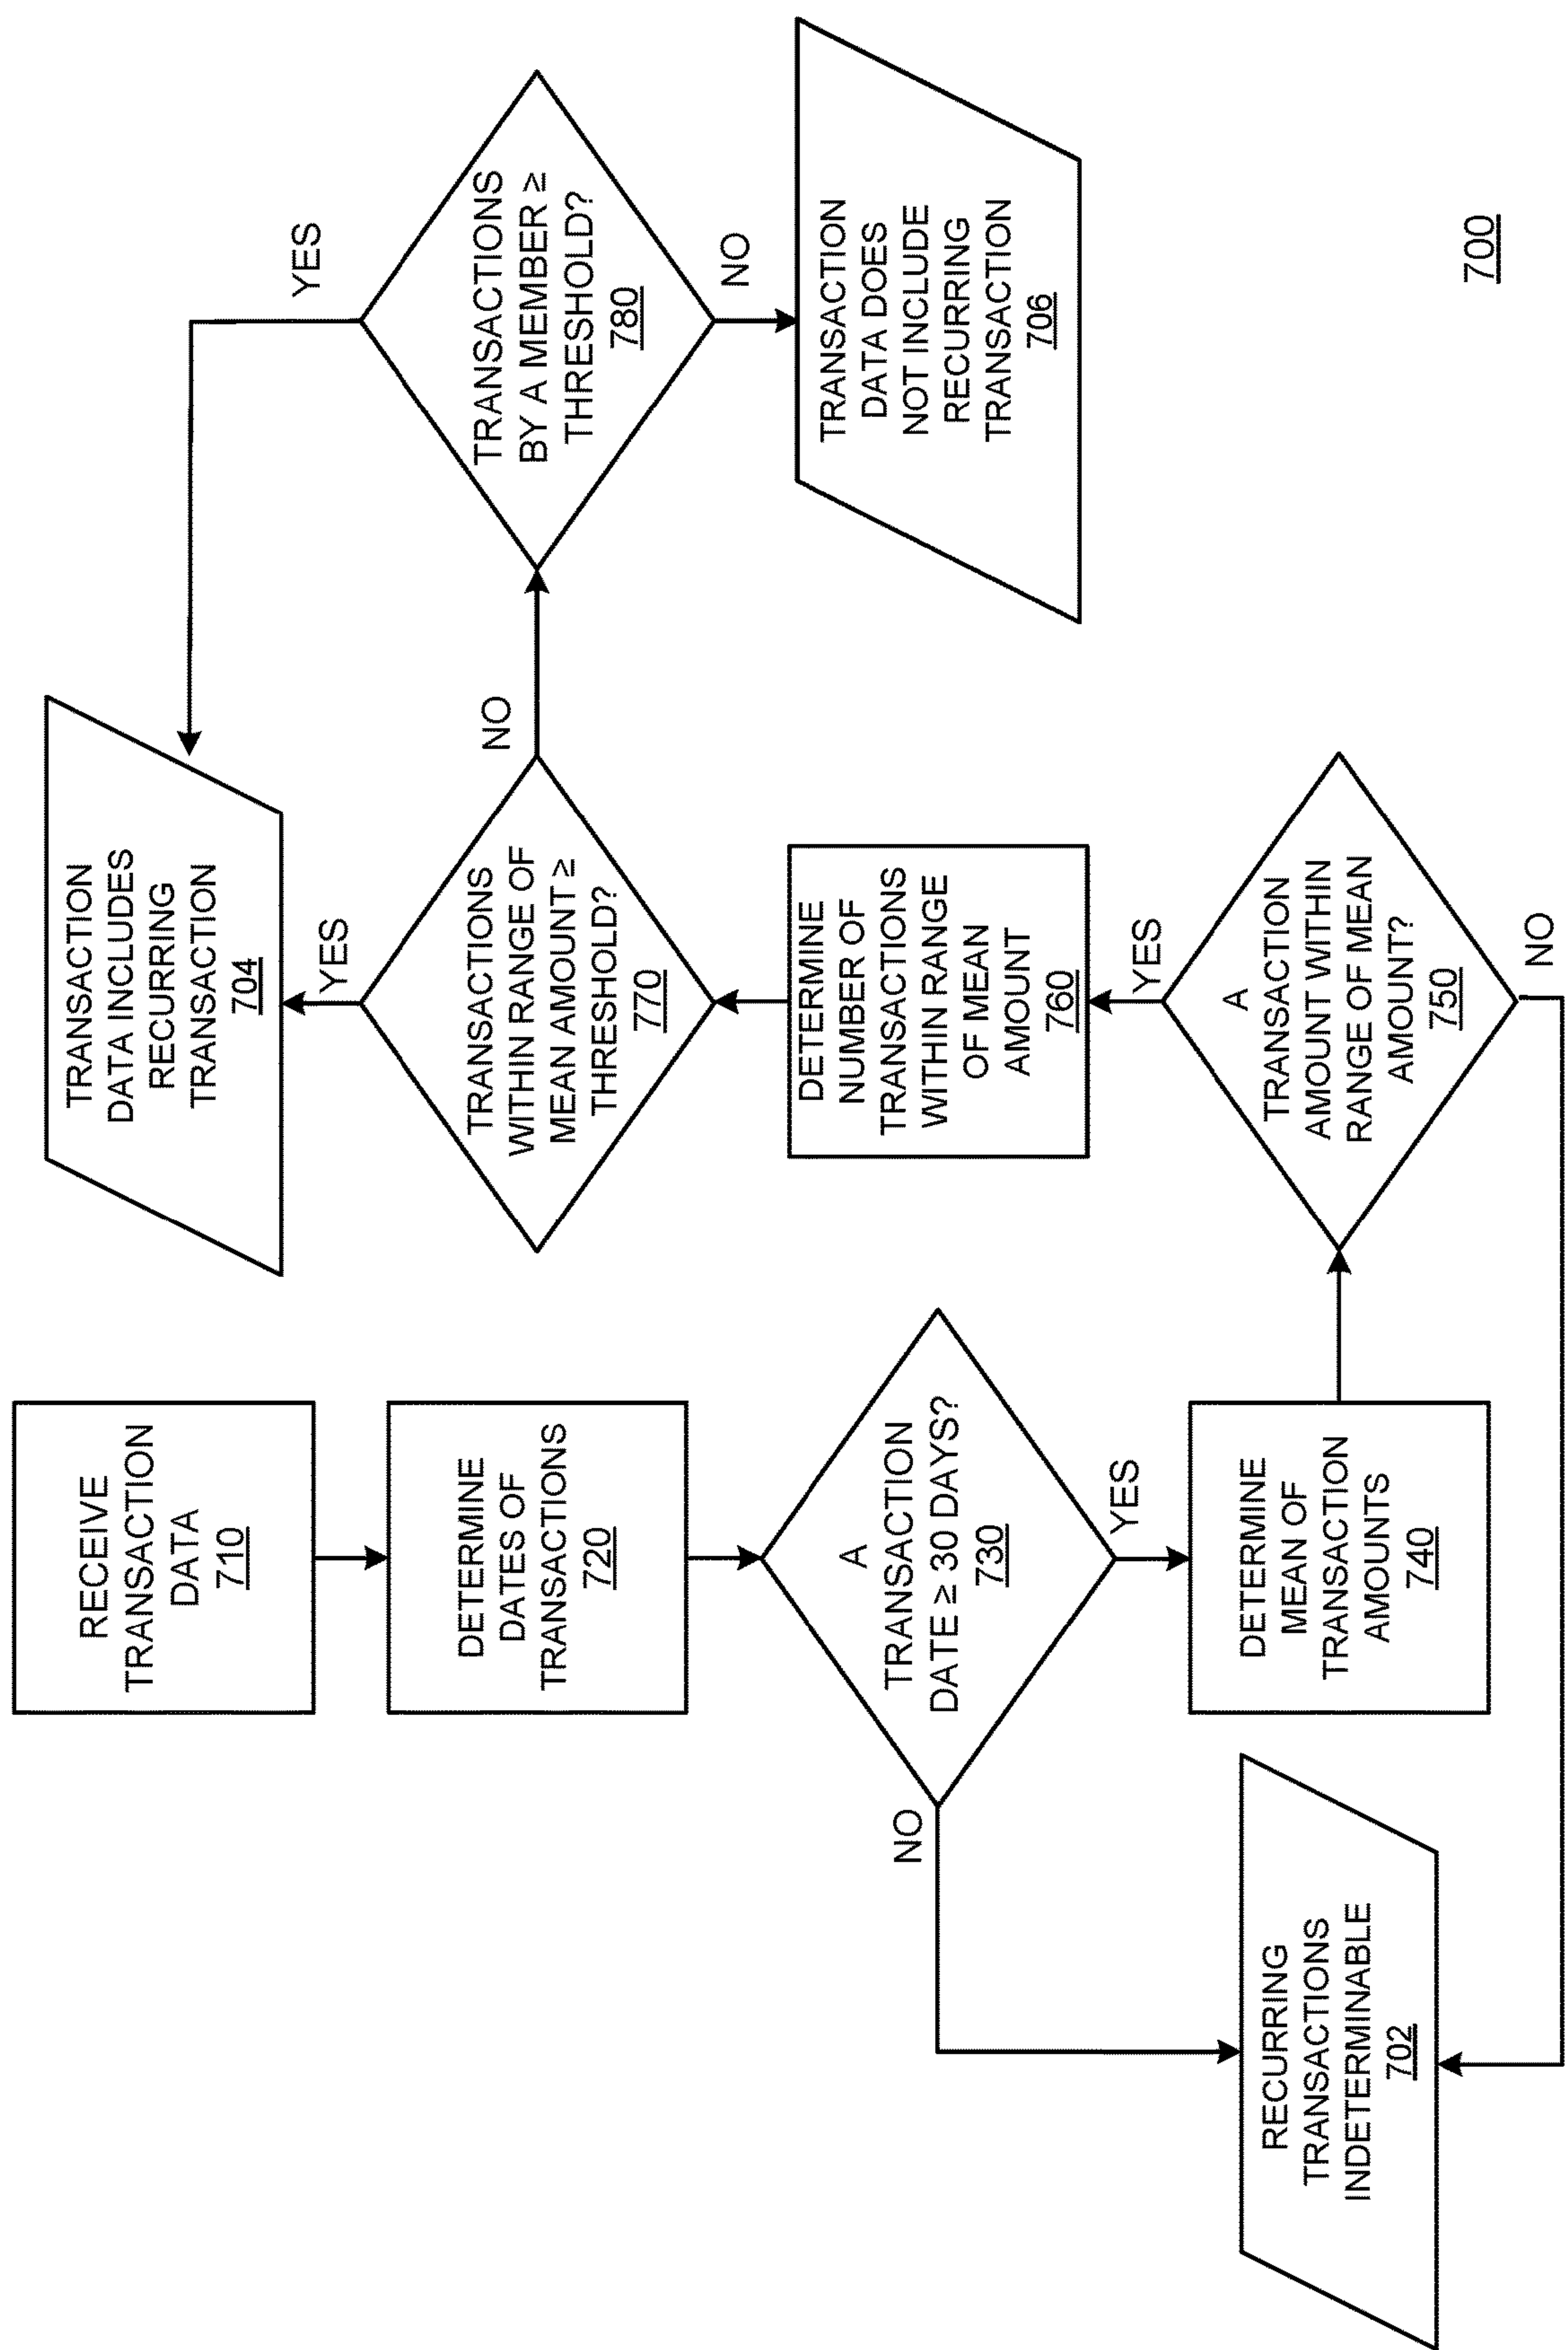 RECEIVE
TRANSACTION
DATA
710
DETERMINE
DATES OF
TRANSACTIONS
720
A
TRANSACTION
DATE ≥ 30 DAYS?
730
NO
YES
DETERMINE
MEAN OF
TRANSACTION
AMOUNTS
740
RECURRING
TRANSACTIONS
INDETERMINABLE
702
A
TRANSACTION
AMOUNT WITHIN
RANGE OF MEAN
AMOUNT?
750
NO
YES
DETERMINE
NUMBER OF
TRANSACTIONS
WITHIN RANGE
OF MEAN
AMOUNT
760
TRANSACTIONS
WITHIN RANGE OF
MEAN AMOUNT ≥
THRESHOLD?
770
YES
NO
TRANSACTION
DATA INCLUDES
RECURRING
TRANSACTION
704
TRANSACTIONS
BY A MEMBER ≥
THRESHOLD?
780
YES
NO
TRANSACTION
DATA DOES
NOT INCLUDE
RECURRING
TRANSACTION
706
700